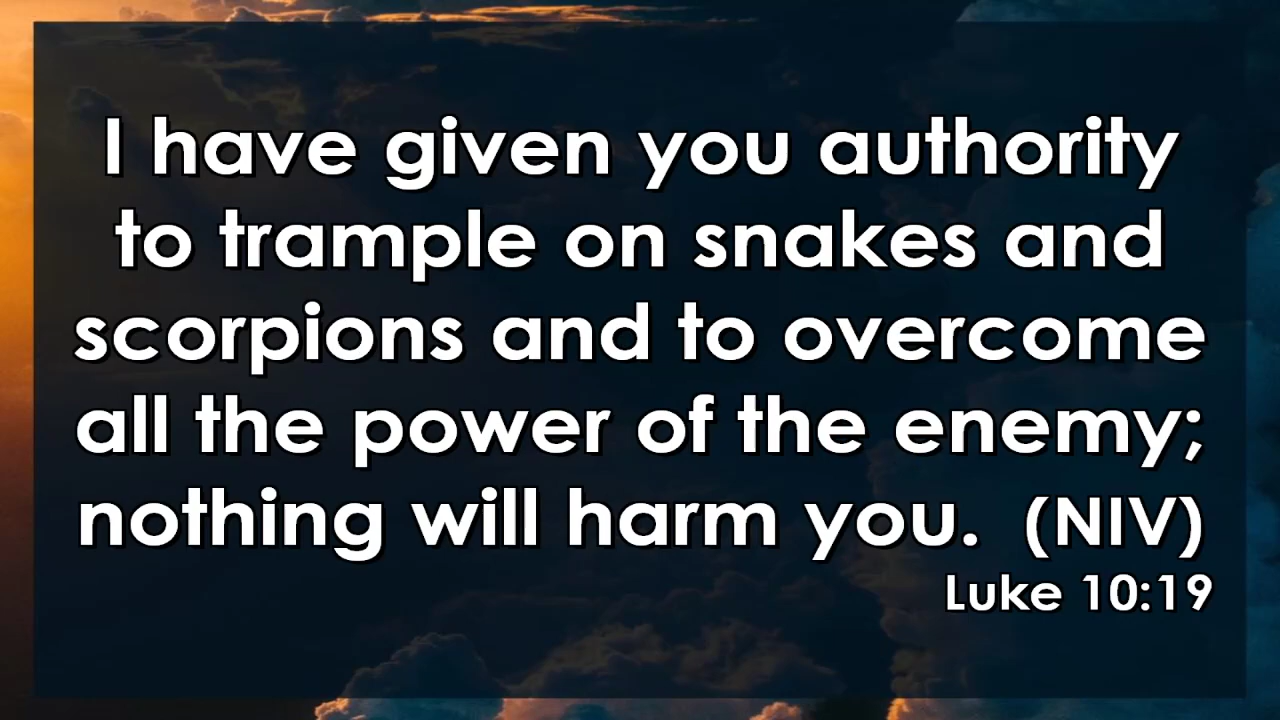 I have given you authority
to trample on snakes and
scorpions and to overcome
all the power of the enemy;
nothing will harm you. (NIV)
Luke 10:19